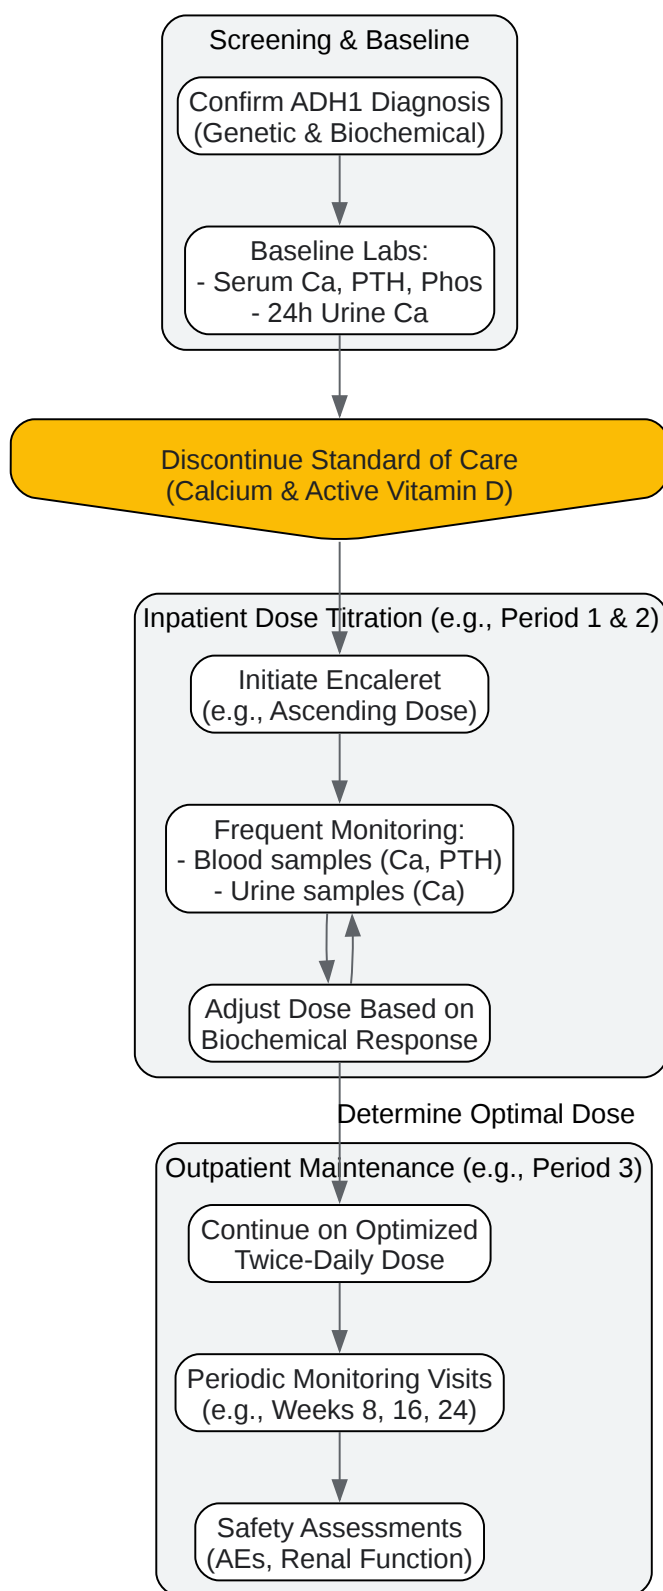 Screening & Baseline
Confirm ADH1 Diagnosis
(Genetic & Biochemical)
Baseline Labs:
- Serum Ca, PTH, Phos
- 24h Urine Ca
Discontinue Standard of Care
(Calcium & Active Vitamin D)
Inpatient Dose Titration (e.g., Period 1 & 2)
Initiate Encaleret
(e.g., Ascending Dose)
Frequent Monitoring:
- Blood samples (Ca, PTH)
- Urine samples (Ca)
Adjust Dose Based on
Biochemical Response
Determine Optimal Dose
Outpatient Maintenance (e.g., Period 3)
Continue on Optimized
Twice-Daily Dose
Periodic Monitoring Visits
(e.g., Weeks 8, 16, 24)
Safety Assessments
(AEs, Renal Function)